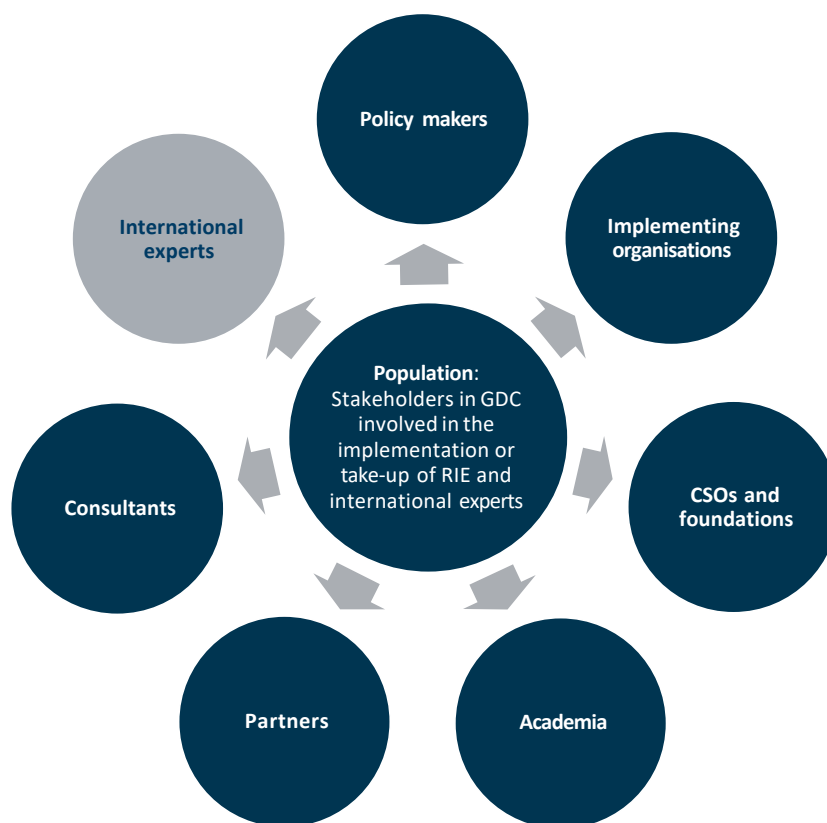 Policy makers
International
experts
Implementing
organisations
Population:
Stakeholders in GDC
involved in the
implementation or
take-up of RIE and
international experts
Consultants
CSOs and
foundations
Partners
Academia